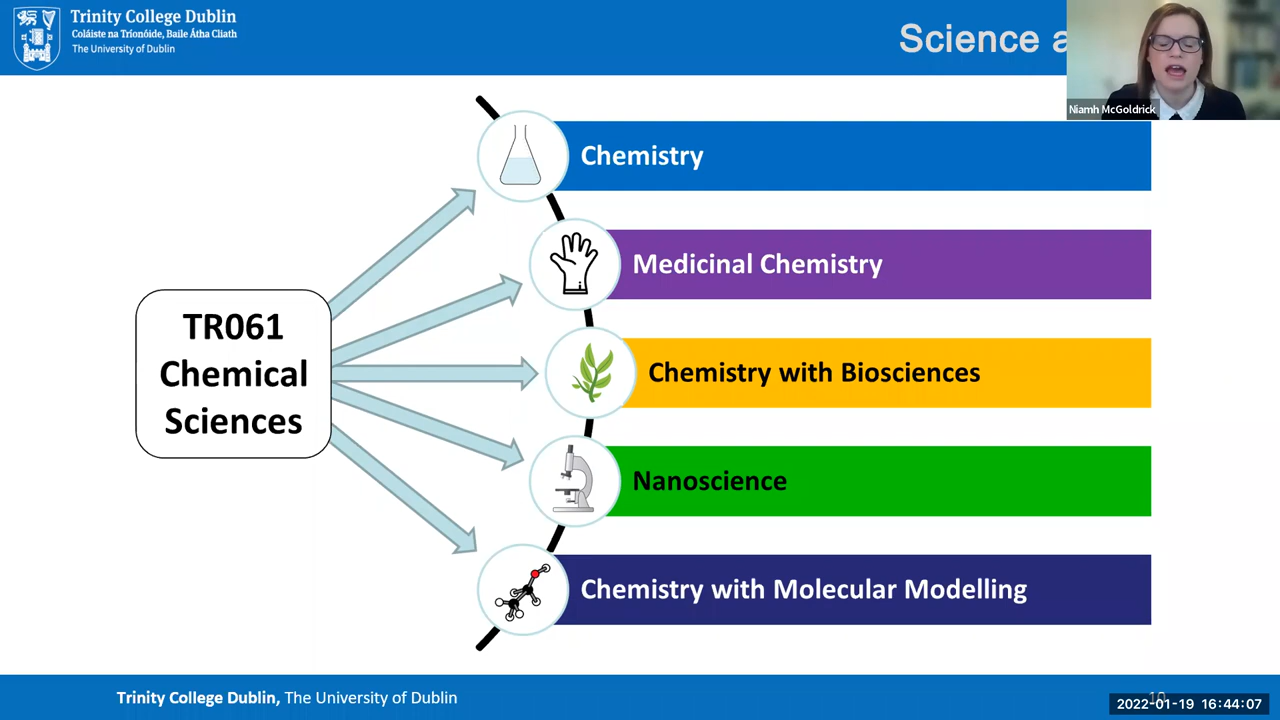 Trinity College Dublin
Coláiste na Tríonóide, Baile Átha Cliath
The University of Dublin
Science a
Niamh McGoldrick
Chemistry
Medicinal Chemistry
TR061
Chemical
Sciences
Chemistry with Biosciences
Nanoscience
Chemistry with Molecular Modelling
Trinity College Dublin, The University of Dublin
10
2022-01-19 16:44:07